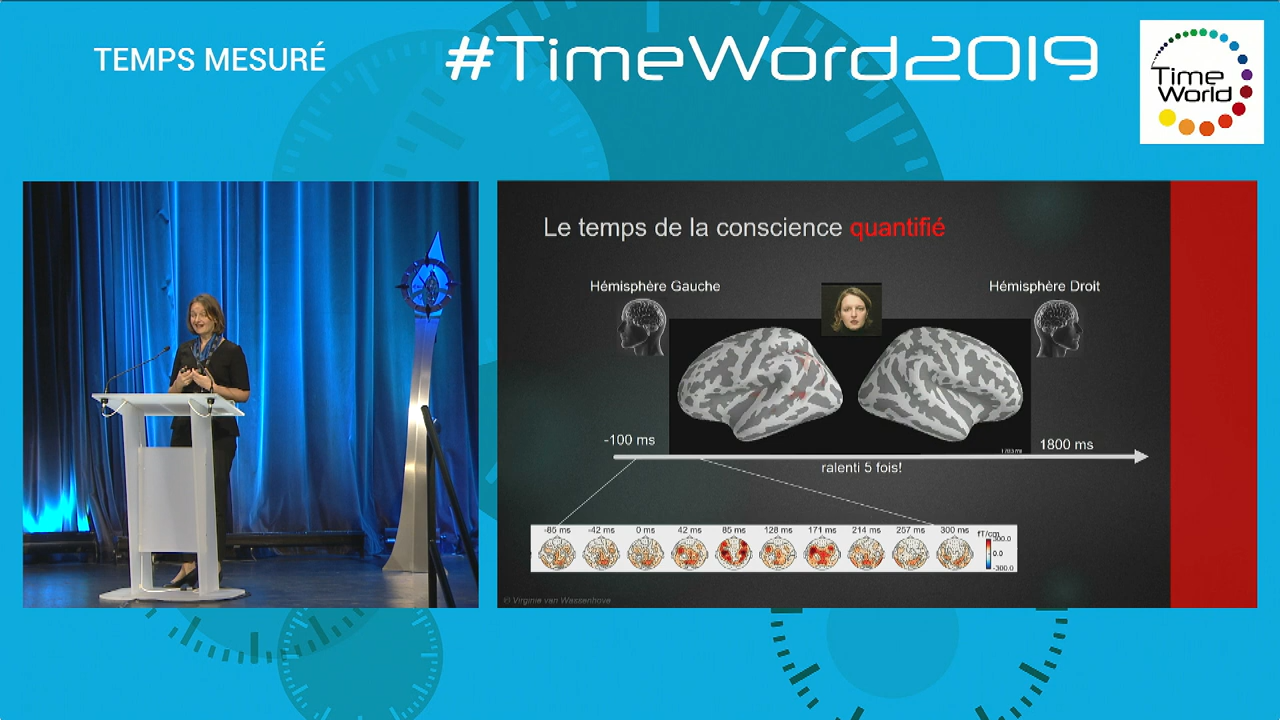 TEMPS MESURÉ
#TimeWord2019
Time
World
Le temps de la conscience quantifié
Hémisphère Gauche
Hémisphère Droit
-100 ms
1800 ms
ralenti 5 fois!
-85 ms -42 ms 0 ms 42 ms 85 ms 128 ms 171 ms 214 ms 257 ms 300 ms
fT/cm
300.0
0.0
-300.0
© Virginie van Wassenhove